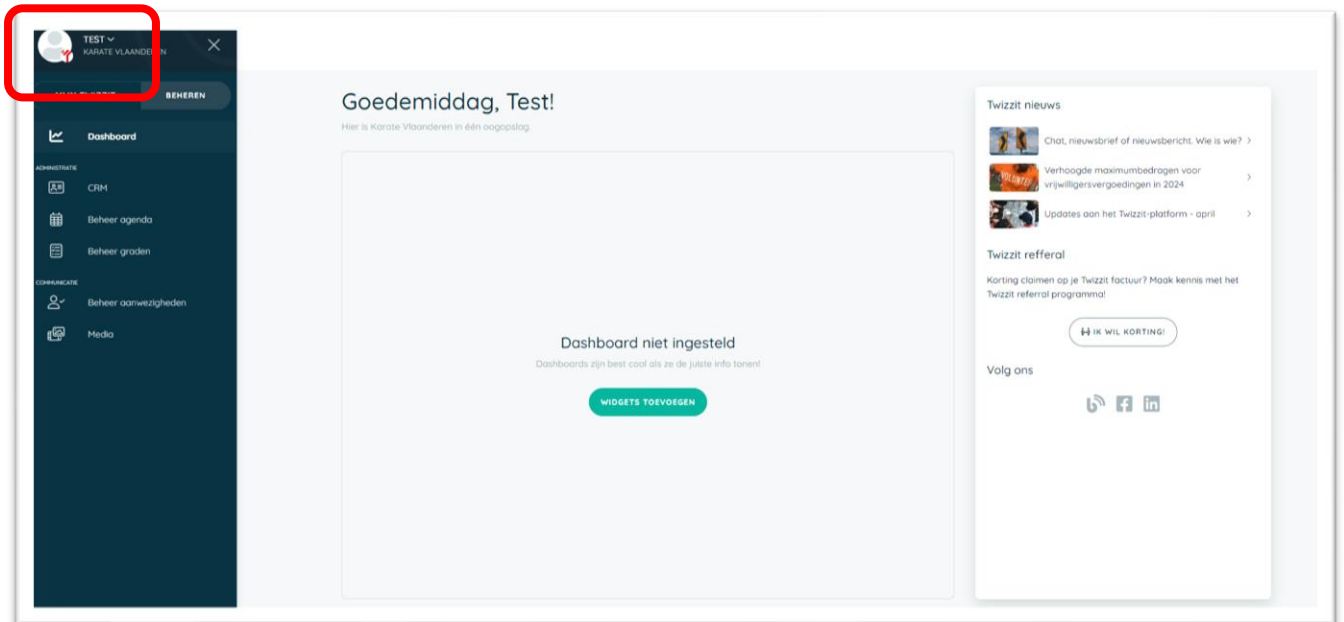 TEST
KARATE VLAANDEREN
BEHEREN
Dashboard
ADMINISTRATIE
CRM
Beheer agenda
Beheer graden
COMMUNICATIE
Beheer aanwezigheden
Media
Goedemiddag, Test!
Hier is Karate Vlaanderen in één oogopslag.
Dashboard niet ingesteld
Dashboards zijn best cool als ze de juiste info tonen!
WIDGETS TOEVOEGEN
Twizzit nieuws
Chat, nieuwsbrief of nieuwsbericht. Wie is wie?
Verhoogde maximumbedragen voor
vrijwilligersvergoedingen in 2024
Updates aan het Twizzit-platform - april
Twizzit refferal
Korting claimen op je Twizzit factuur? Maak kennis met het
Twizzit referral programma!
IK WIL KORTING!
Volg ons